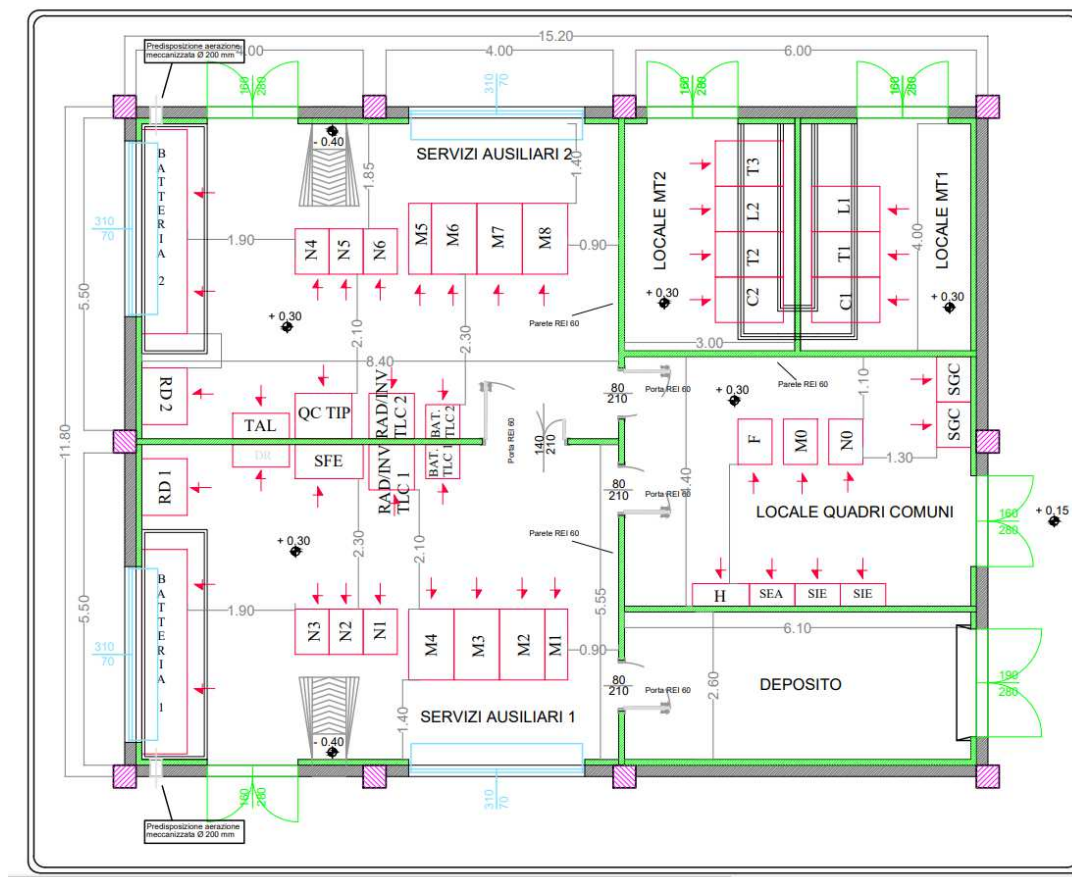 Predisposizione aerazione
meccanizzata Ø 200 mm
15.20
4.00
4.00
6.00
160
280
310
70
160
280
160
280
- 0.40
SERVIZI AUSILIARI 2
1.40
1.85
BATTERIA 2
310
70
1.90
N4
N5
N6
M5
M6
M7
M8
0.90
LOCALE MT2
T3
L2
T2
C2
L1
T1
C1
LOCALE MT1
4.00
5.50
+ 0.30
2.10
2.30
Parete REI 60
+ 0.30
+ 0.30
3.00
8.40
Parete REI 60
RD 2
TAL
QC TIP
RAD/INV
TLC 2
BAT.
TLC 2
80
210
Porta REI 60
+ 0.30
1.10
SGC
SGC
11.80
Porta REI 60
140
210
F
M0
N0
1.30
RD 1
DR
SFE
RAD/INV
TLC 1
BAT.
TLC 1
80
210
Porta REI 60
LOCALE QUADRI COMUNI
160
280
+ 0.15
+ 0.30
2.30
2.10
Parete REI 60
5.50
BATTERIA 1
310
70
1.90
N3
N2
N1
M4
M3
M2
M1
5.55
0.90
H
SEA
SIE
SIE
6.10
80
210
Porta REI 60
2.60
DEPOSITO
190
280
1.40
SERVIZI AUSILIARI 1
- 0.40
310
70
Predisposizione aerazione
meccanizzata Ø 200 mm